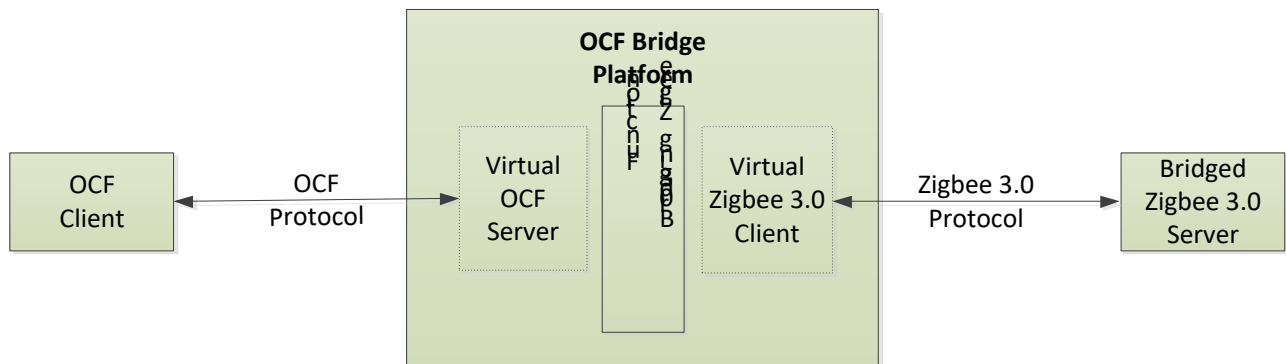 OCF Bridge
Platform
OCF
Client
OCF
Protocol
Virtual
OCF
Server
Virtual
Zigbee 3.0
Client
Zigbee 3.0
Protocol
Bridged
Zigbee 3.0
Server